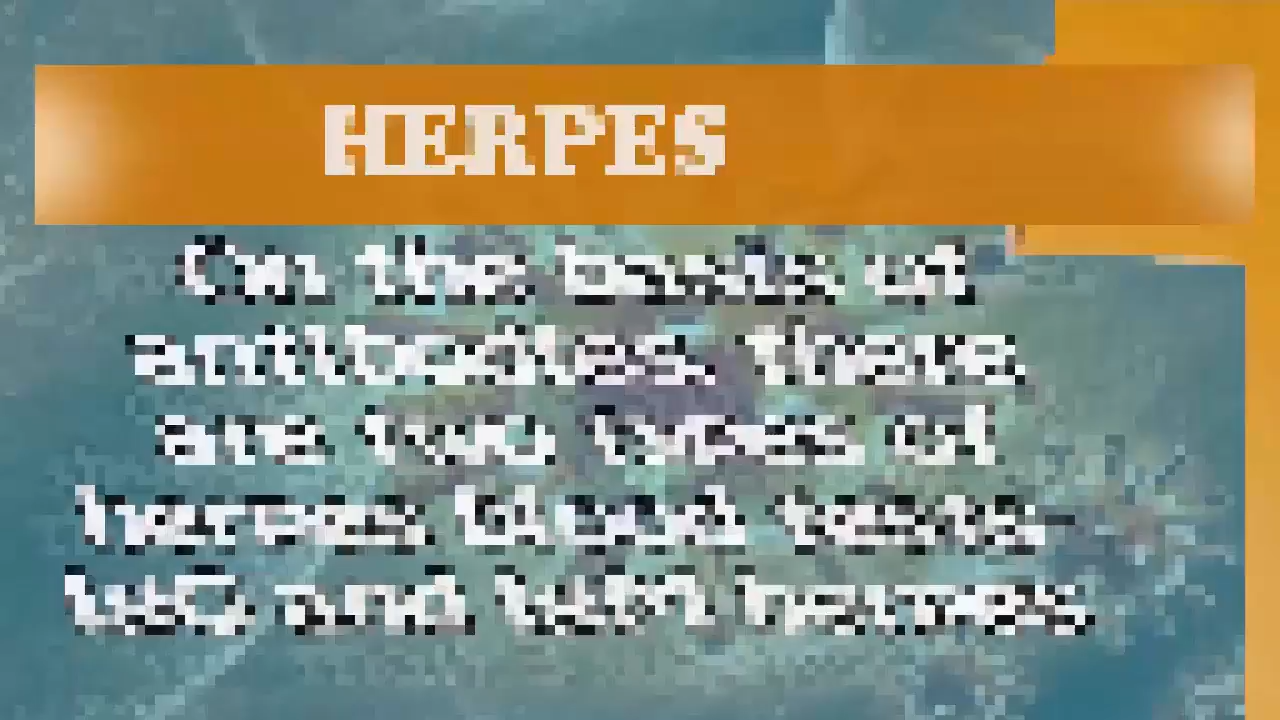 HERPES
On the basis of
antibodies, there
are two types of
herpes blood tests-
IgG and IgM herpes